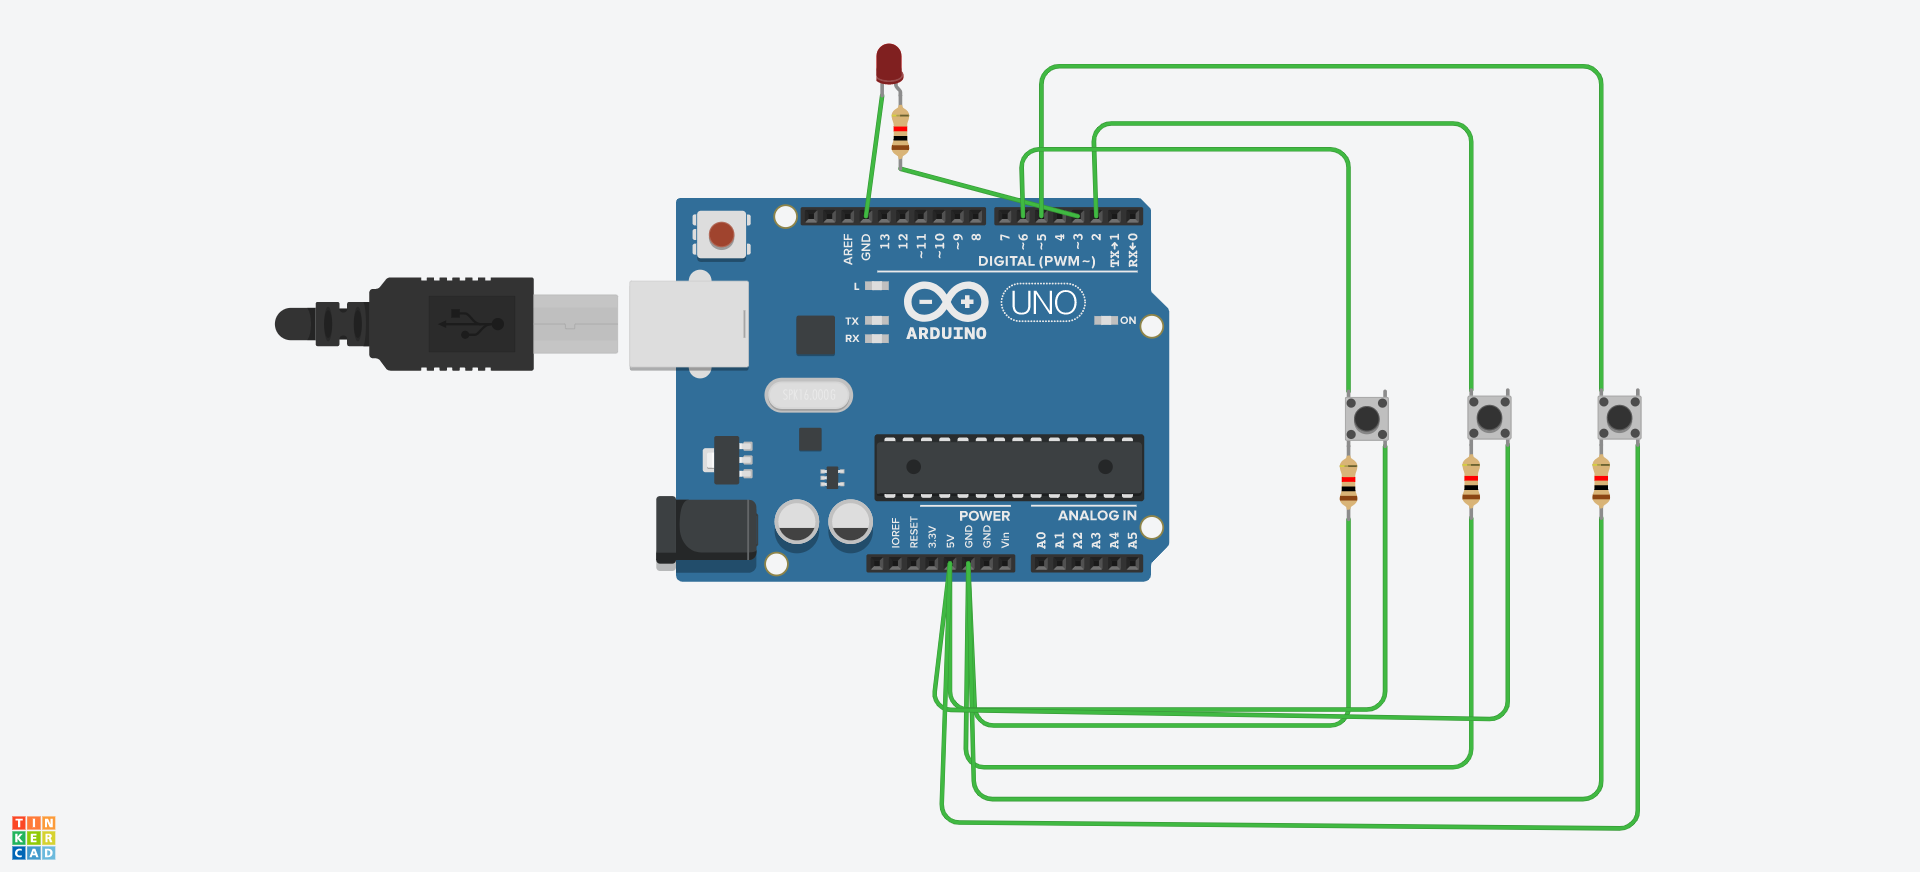 AREF
GND
13
12
~11
~10
~9
8
7
~6
~5
4
~3
2
TX→1
RX←0
DIGITAL (PWM~)
L
TX
RX
ARDUINO
UNO
ON
IOREF
RESET
3.3V
5V
GND
GND
Vin
POWER
ANALOG IN
A0
A1
A2
A3
A4
A5
TIN
KER
CAD